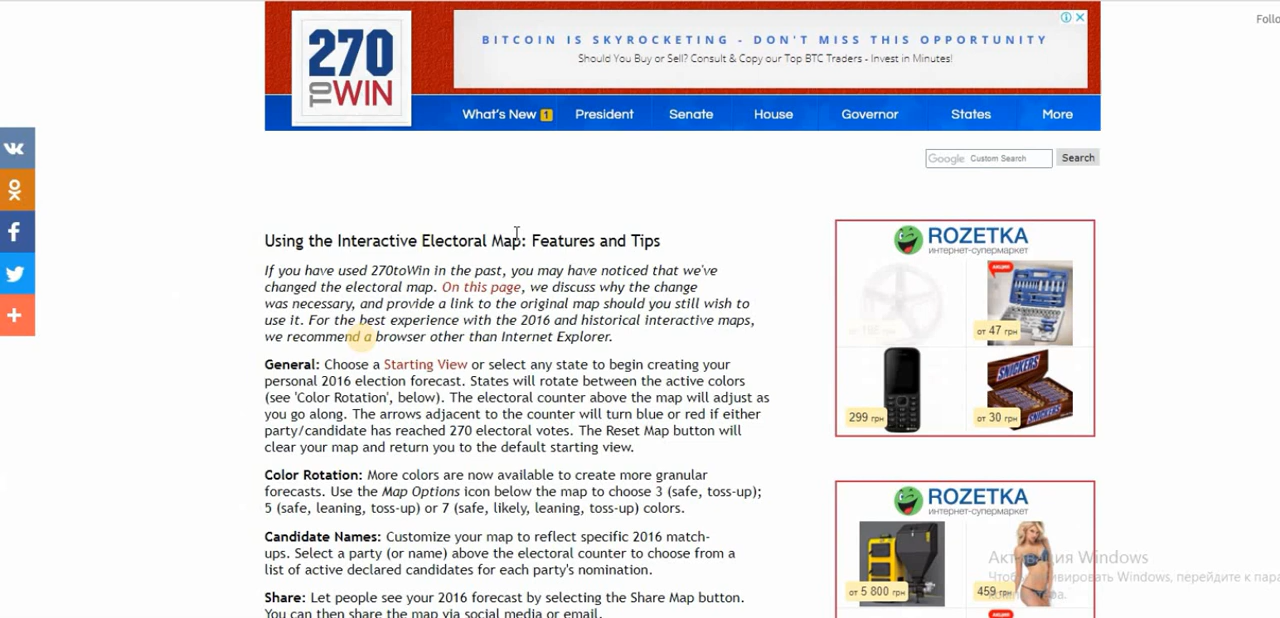 270
TO WIN
BITCOIN IS SKYROCKETING - DON'T MISS THIS OPPORTUNITY
Should You Buy or Sell? Consult & Copy our Top BTC Traders - Invest in Minutes!
Follo
What's New 1 President Senate House Governor States More
Google Custom Search Search
Using the Interactive Electoral Map: Features and Tips
If you have used 270toWin in the past, you may have noticed that we've
changed the electoral map. On this page, we discuss why the change
was necessary, and provide a link to the original map should you still wish to
use it. For the best experience with the 2016 and historical interactive maps,
we recommend a browser other than Internet Explorer.
General: Choose a Starting View or select any state to begin creating your
personal 2016 election forecast. States will rotate between the active colors
(see 'Color Rotation', below). The electoral counter above the map will adjust as
you go along. The arrows adjacent to the counter will turn blue or red if either
party/candidate has reached 270 electoral votes. The Reset Map button will
clear your map and return you to the default starting view.
Color Rotation: More colors are now available to create more granular
forecasts. Use the Map Options icon below the map to choose 3 (safe, toss-up);
5 (safe, leaning, toss-up) or 7 (safe, likely, leaning, toss-up) colors.
Candidate Names: Customize your map to reflect specific 2016 match-
ups. Select a party (or name) above the electoral counter to choose from a
list of active declared candidates for each party's nomination.
Share: Let people see your 2016 forecast by selecting the Share Map button.
You can then share the map via social media or email.
ROZETKA
интернет-супермаркет
АКЦИЯ
от 47 грн
SNICKERS
299 грн
от 30 грн
ROZETKA
интернет-супермаркет
от 5 800 грн
459 грн
Активация Windows
Чтобы активировать Windows, перейдите к пара